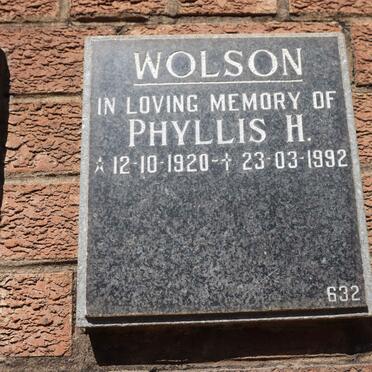 WOLSON
IN LOVING MEMORY OF
PHYLLIS H.
☆ 12-10-1920-✝ 23-03-1992
632